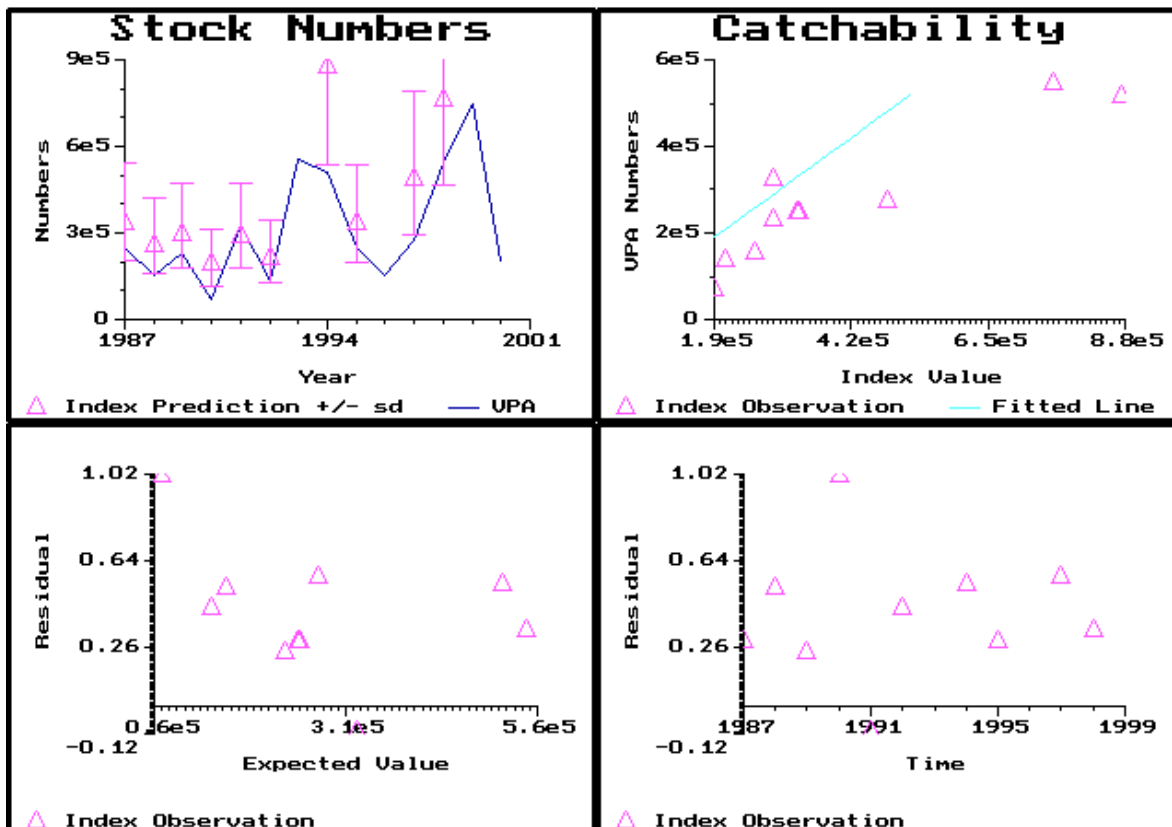 Stock Numbers
9e5
6e5
3e5
0
Numbers
1987 1994 2001
Year
Index Prediction +/- sd VPA
Catchability
6e5
4e5
2e5
0
VPA Numbers
1.9e5 4.2e5 6.5e5 8.8e5
Index Value
Index Observation Fitted Line
1.02
0.64
0.26
-0.12
Residual
0.6e5 3.1e5 5.6e5
Expected Value
Index Observation
1.02
0.64
0.26
-0.12
Residual
1987 1991 1995 1999
Time
Index Observation